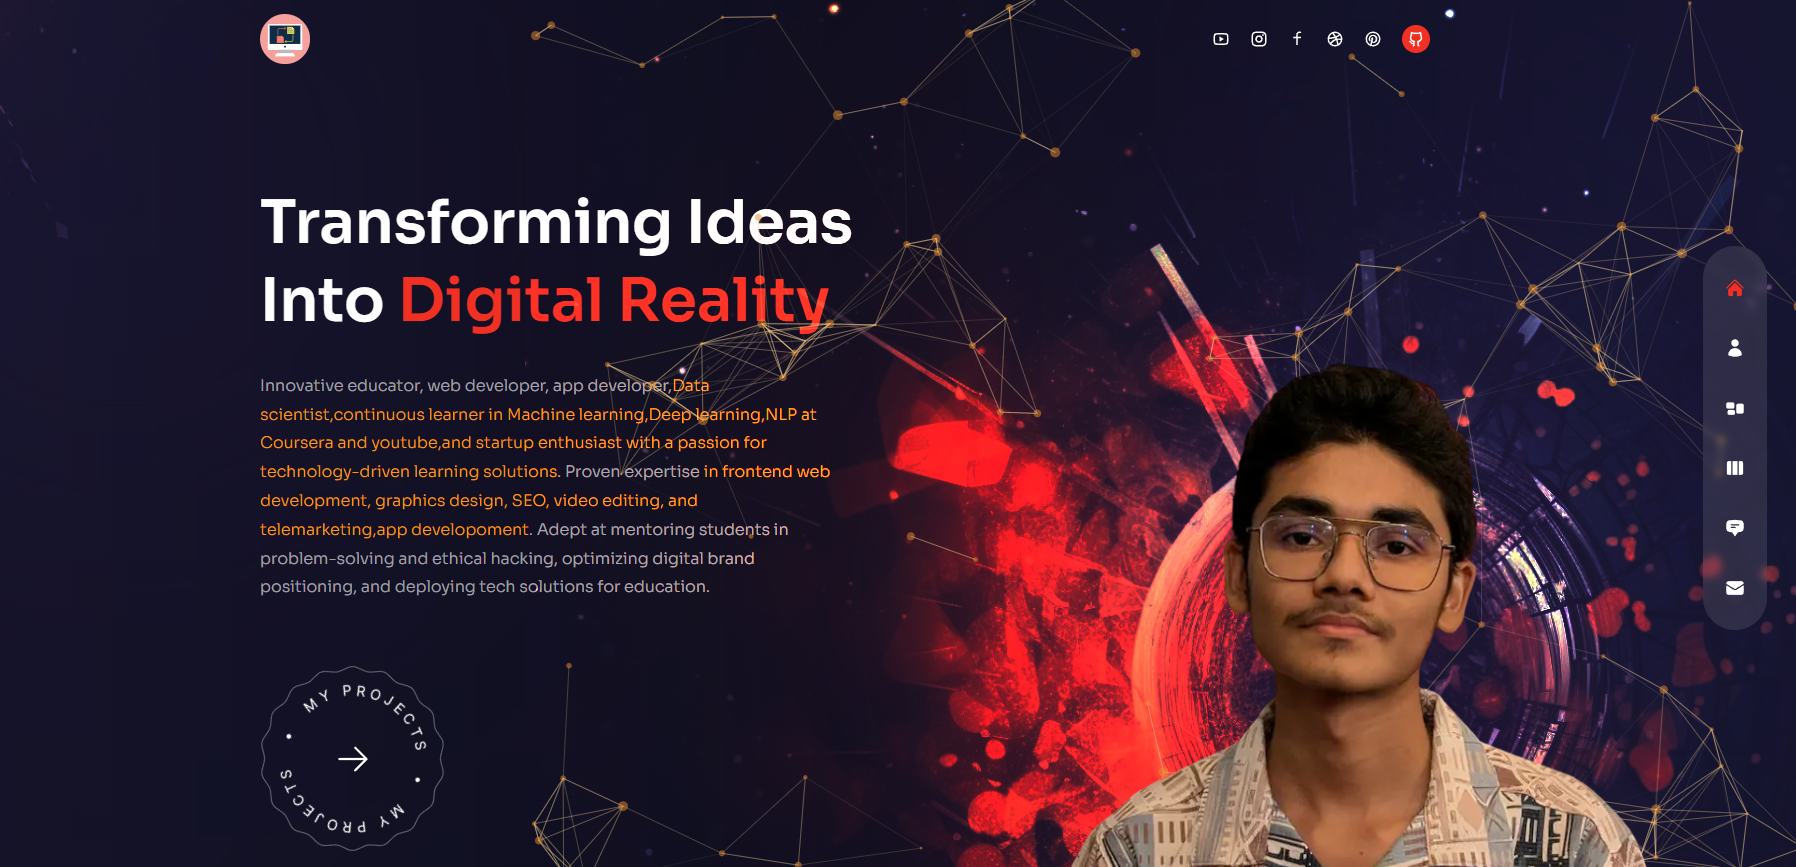 Transforming Ideas
Into Digital Reality
Innovative educator, web developer, app developer,Data
scientist,continuous learner in Machine learning,Deep learning,NLP at
Coursera and youtube,and startup enthusiast with a passion for
technology-driven learning solutions. Proven expertise in frontend web
development, graphics design, SEO, video editing, and
telemarketing,app developoment. Adept at mentoring students in
problem-solving and ethical hacking, optimizing digital brand
positioning, and deploying tech solutions for education.
MY PROJECTS • MY PROJECTS •